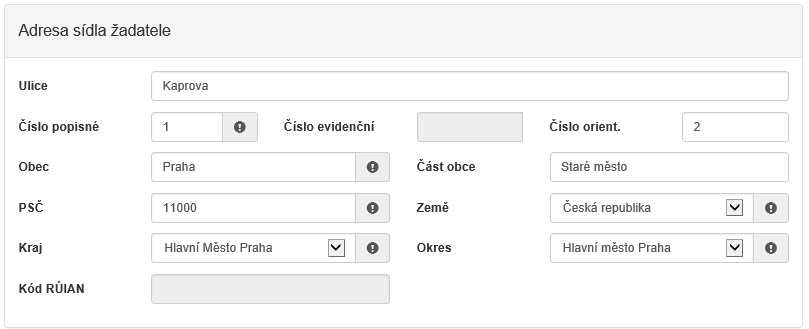 Adresa sídla žadatele
Ulice Kaprova
Číslo popisné 1 Číslo evidenční Číslo orient. 2
Obec Praha Část obce Staré město
PSČ 11000 Země Česká republika
Kraj Hlavní Město Praha Okres Hlavní město Praha
Kód RÚIAN